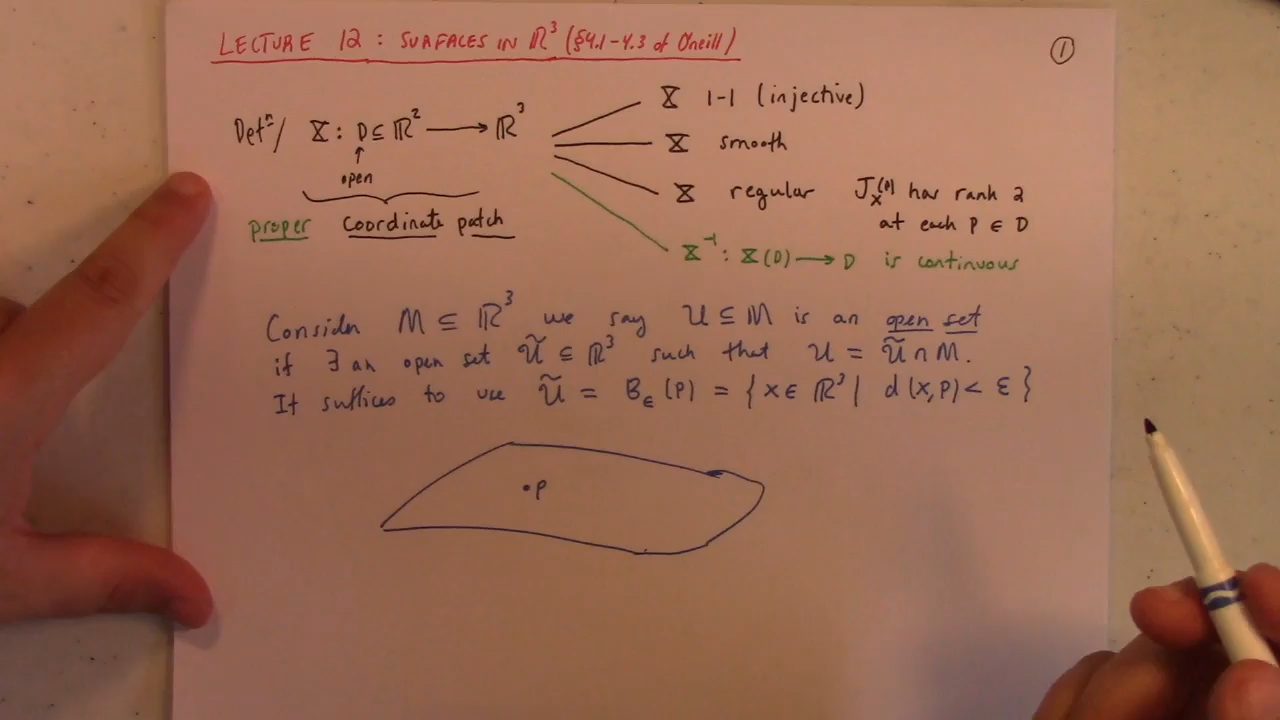 LECTURE 12 : SURFACES IN ℝ³ (§4.1-4.3 of Oneill)
①
Defⁿ/ X : D ⊆ ℝ² ⟶ ℝ³
↑
open
proper coordinate patch
X 1-1 (injective)
X smooth
X regular J_X(p) has rank 2
at each p ∈ D
X⁻¹ : X(D) ⟶ D is continuous
Consider M ⊆ ℝ³ we say U ⊆ M is an open set
if ∃ an open set Ũ ⊆ ℝ³ such that U = Ũ ∩ M.
It suffices to use Ũ = B_ε(p) = { x ∈ ℝ³ | d(x,p) < ε }
•p